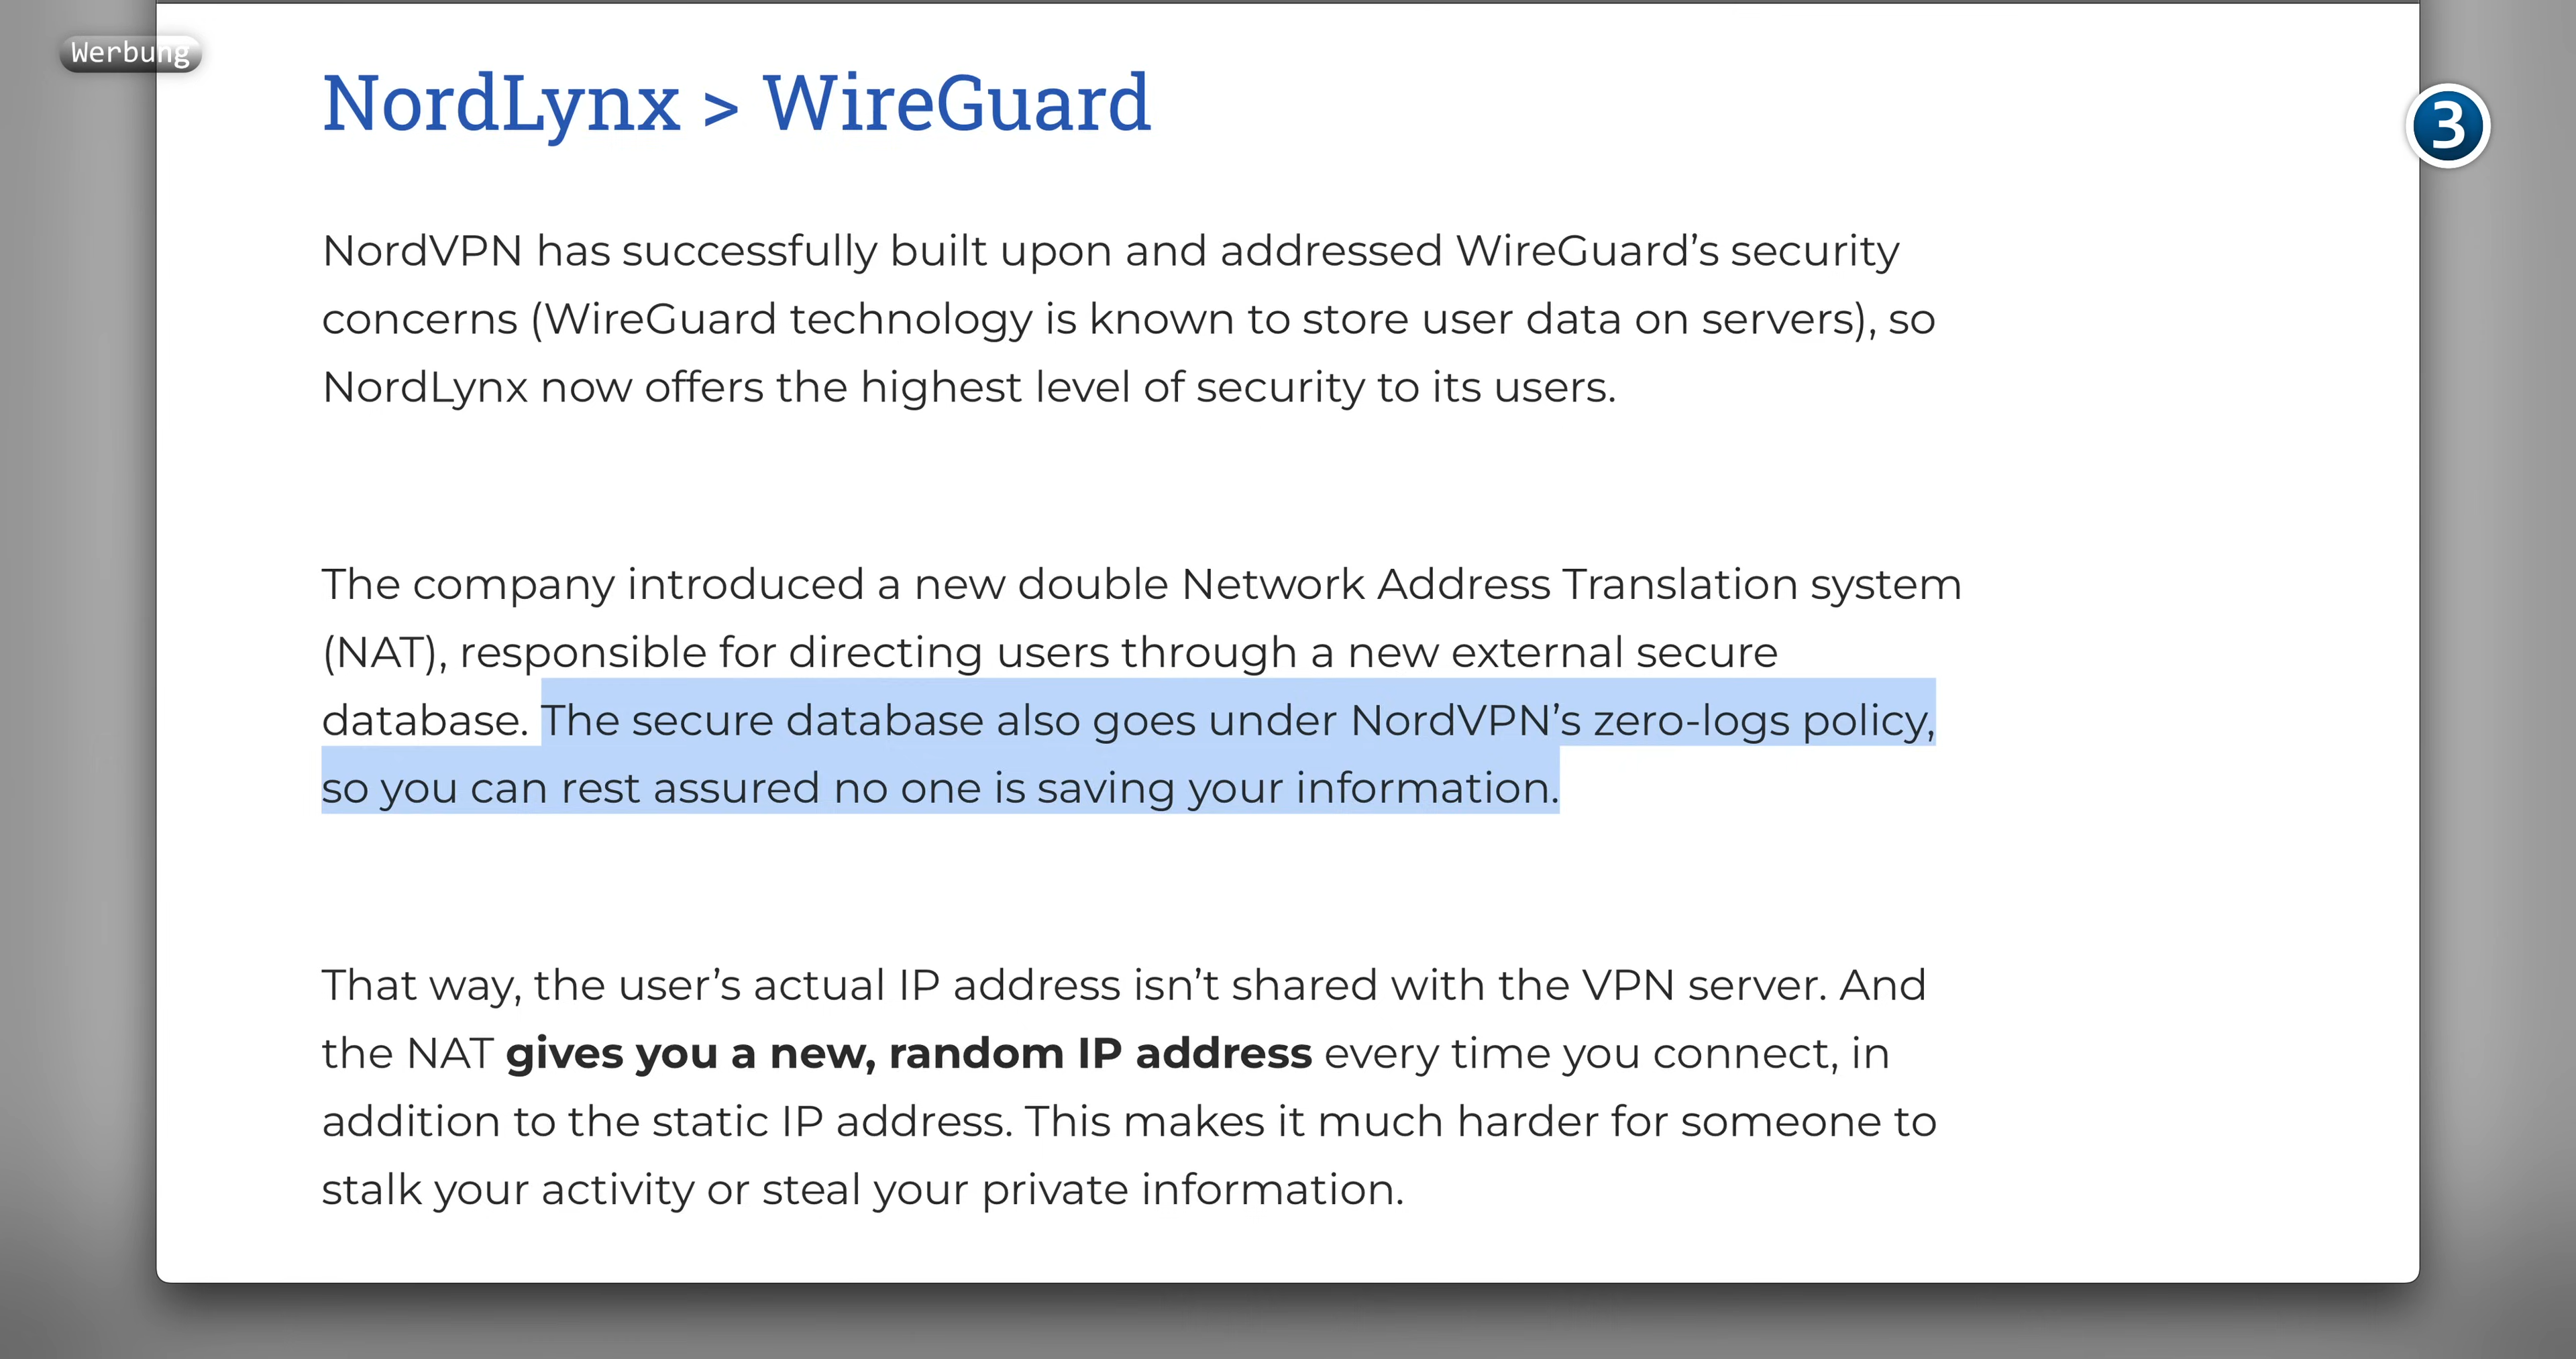 Werbung
NordLynx > WireGuard
3
NordVPN has successfully built upon and addressed WireGuard’s security
concerns (WireGuard technology is known to store user data on servers), so
NordLynx now offers the highest level of security to its users.
The company introduced a new double Network Address Translation system
(NAT), responsible for directing users through a new external secure
database. The secure database also goes under NordVPN’s zero-logs policy,
so you can rest assured no one is saving your information.
That way, the user’s actual IP address isn’t shared with the VPN server. And
the NAT gives you a new, random IP address every time you connect, in
addition to the static IP address. This makes it much harder for someone to
stalk your activity or steal your private information.